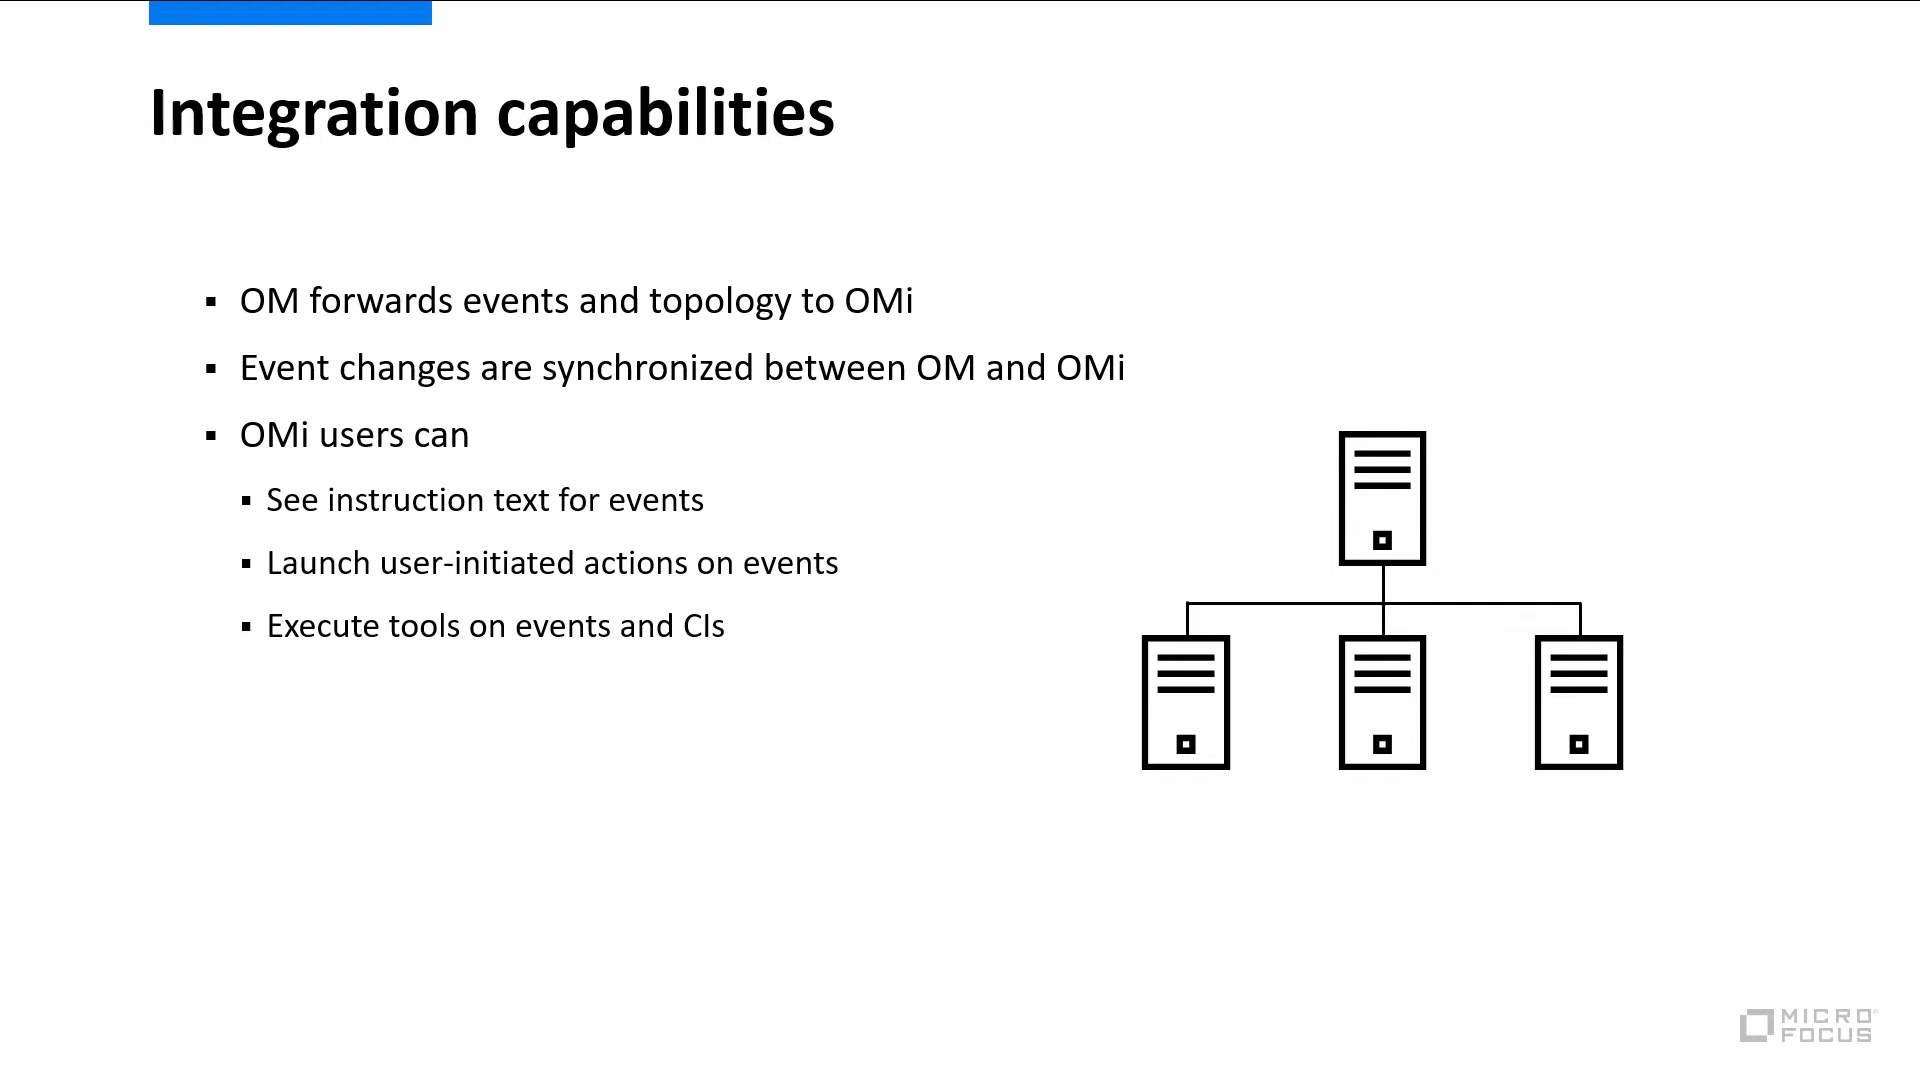 Integration capabilities
▪ OM forwards events and topology to OMi
▪ Event changes are synchronized between OM and OMi
▪ OMi users can
▪ See instruction text for events
▪ Launch user-initiated actions on events
▪ Execute tools on events and CIs
MICRO
FOCUS